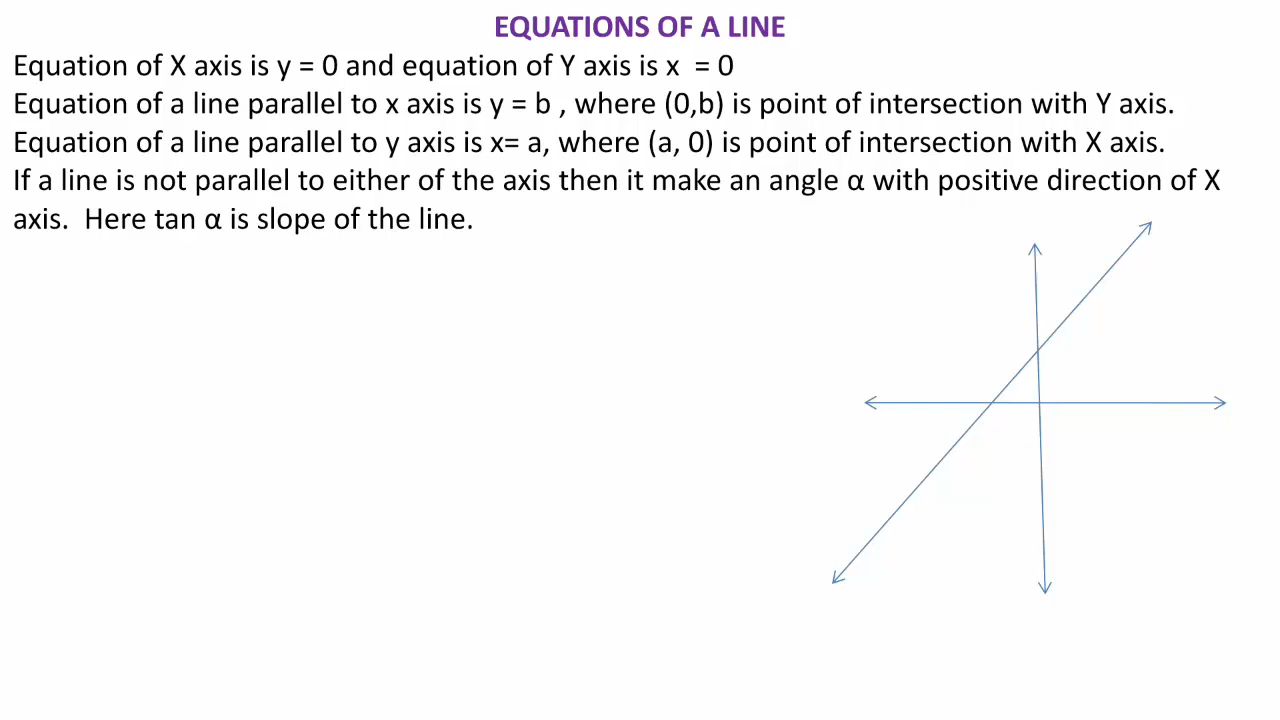 EQUATIONS OF A LINE
Equation of X axis is y = 0 and equation of Y axis is x  = 0
Equation of a line parallel to x axis is y = b , where (0,b) is point of intersection with Y axis.
Equation of a line parallel to y axis is x= a, where (a, 0) is point of intersection with X axis.
If a line is not parallel to either of the axis then it make an angle α with positive direction of X
axis.  Here tan α is slope of the line.